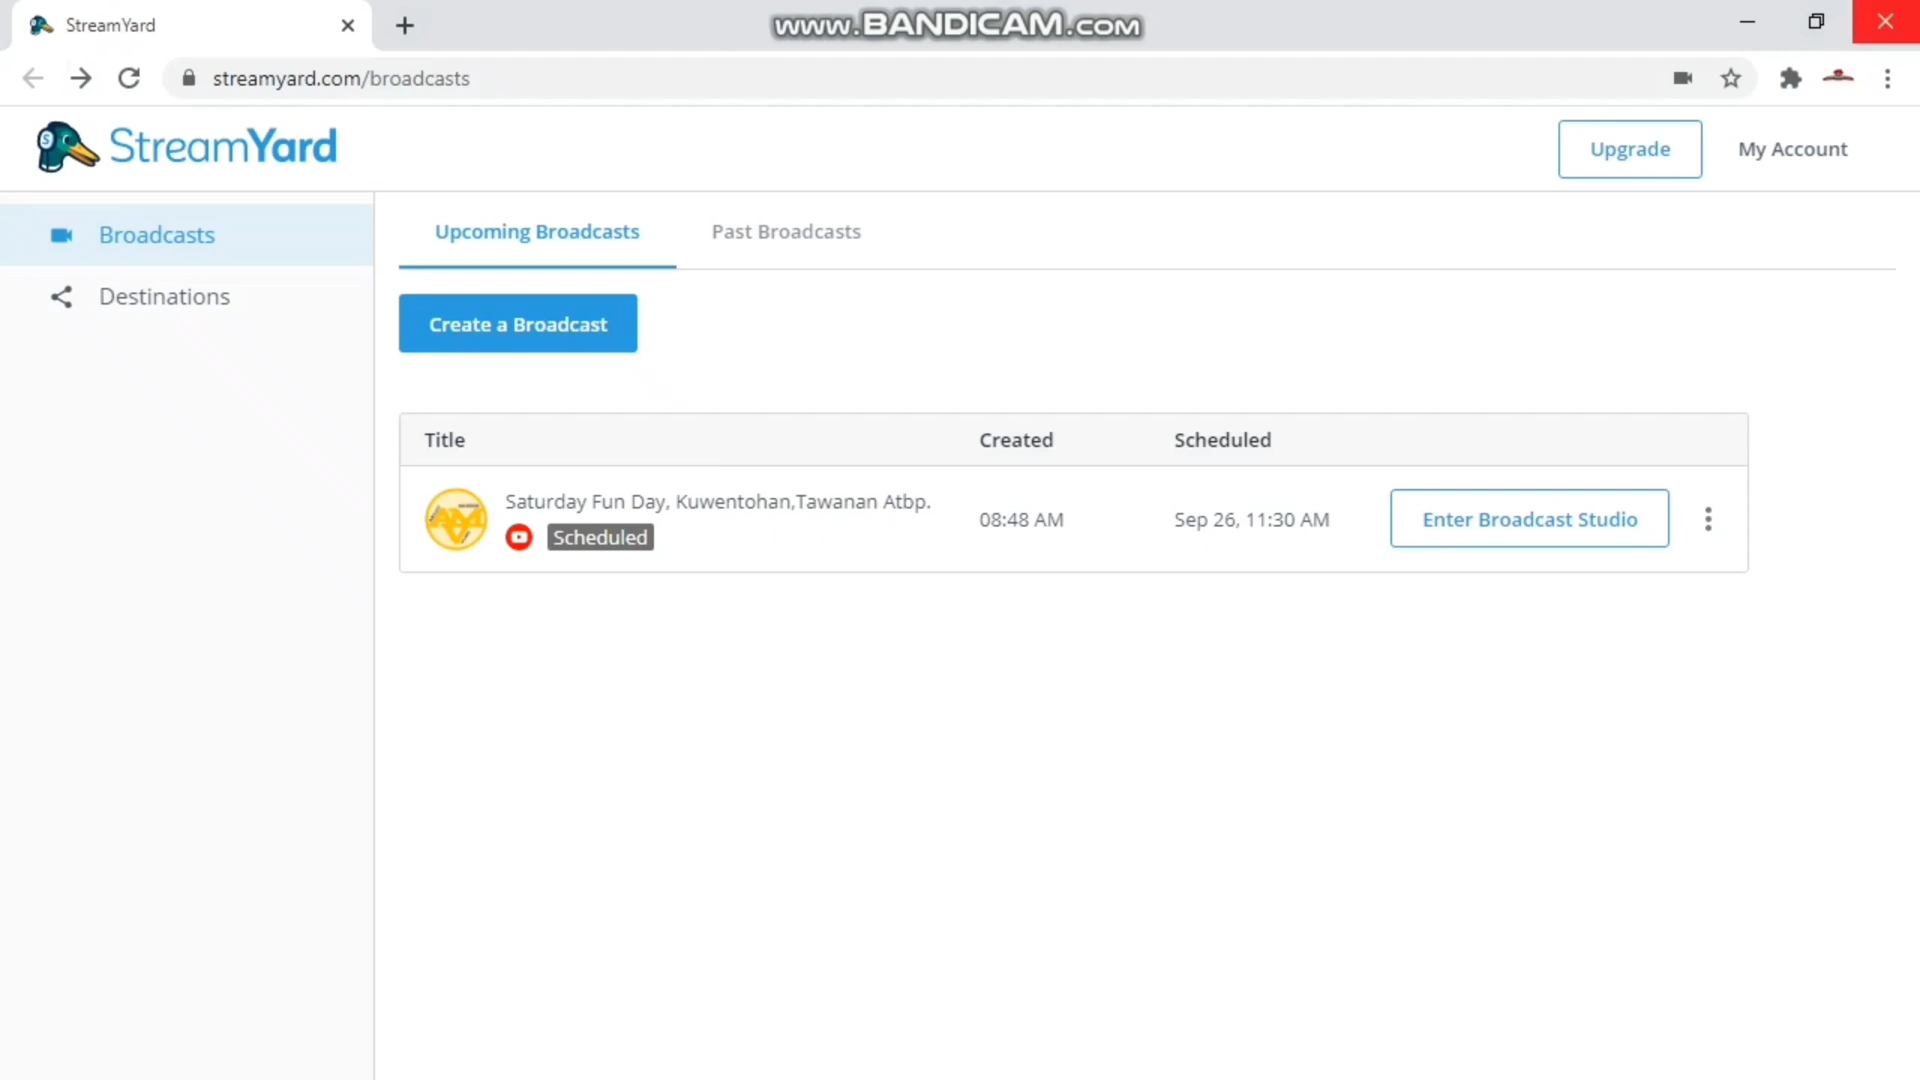 StreamYard
www.BANDICAM.com
streamyard.com/broadcasts
StreamYard
Upgrade
My Account
Broadcasts
Destinations
Upcoming Broadcasts
Past Broadcasts
Create a Broadcast
Title
Created
Scheduled
Saturday Fun Day, Kuwentohan,Tawanan Atbp.
Scheduled
08:48 AM
Sep 26, 11:30 AM
Enter Broadcast Studio